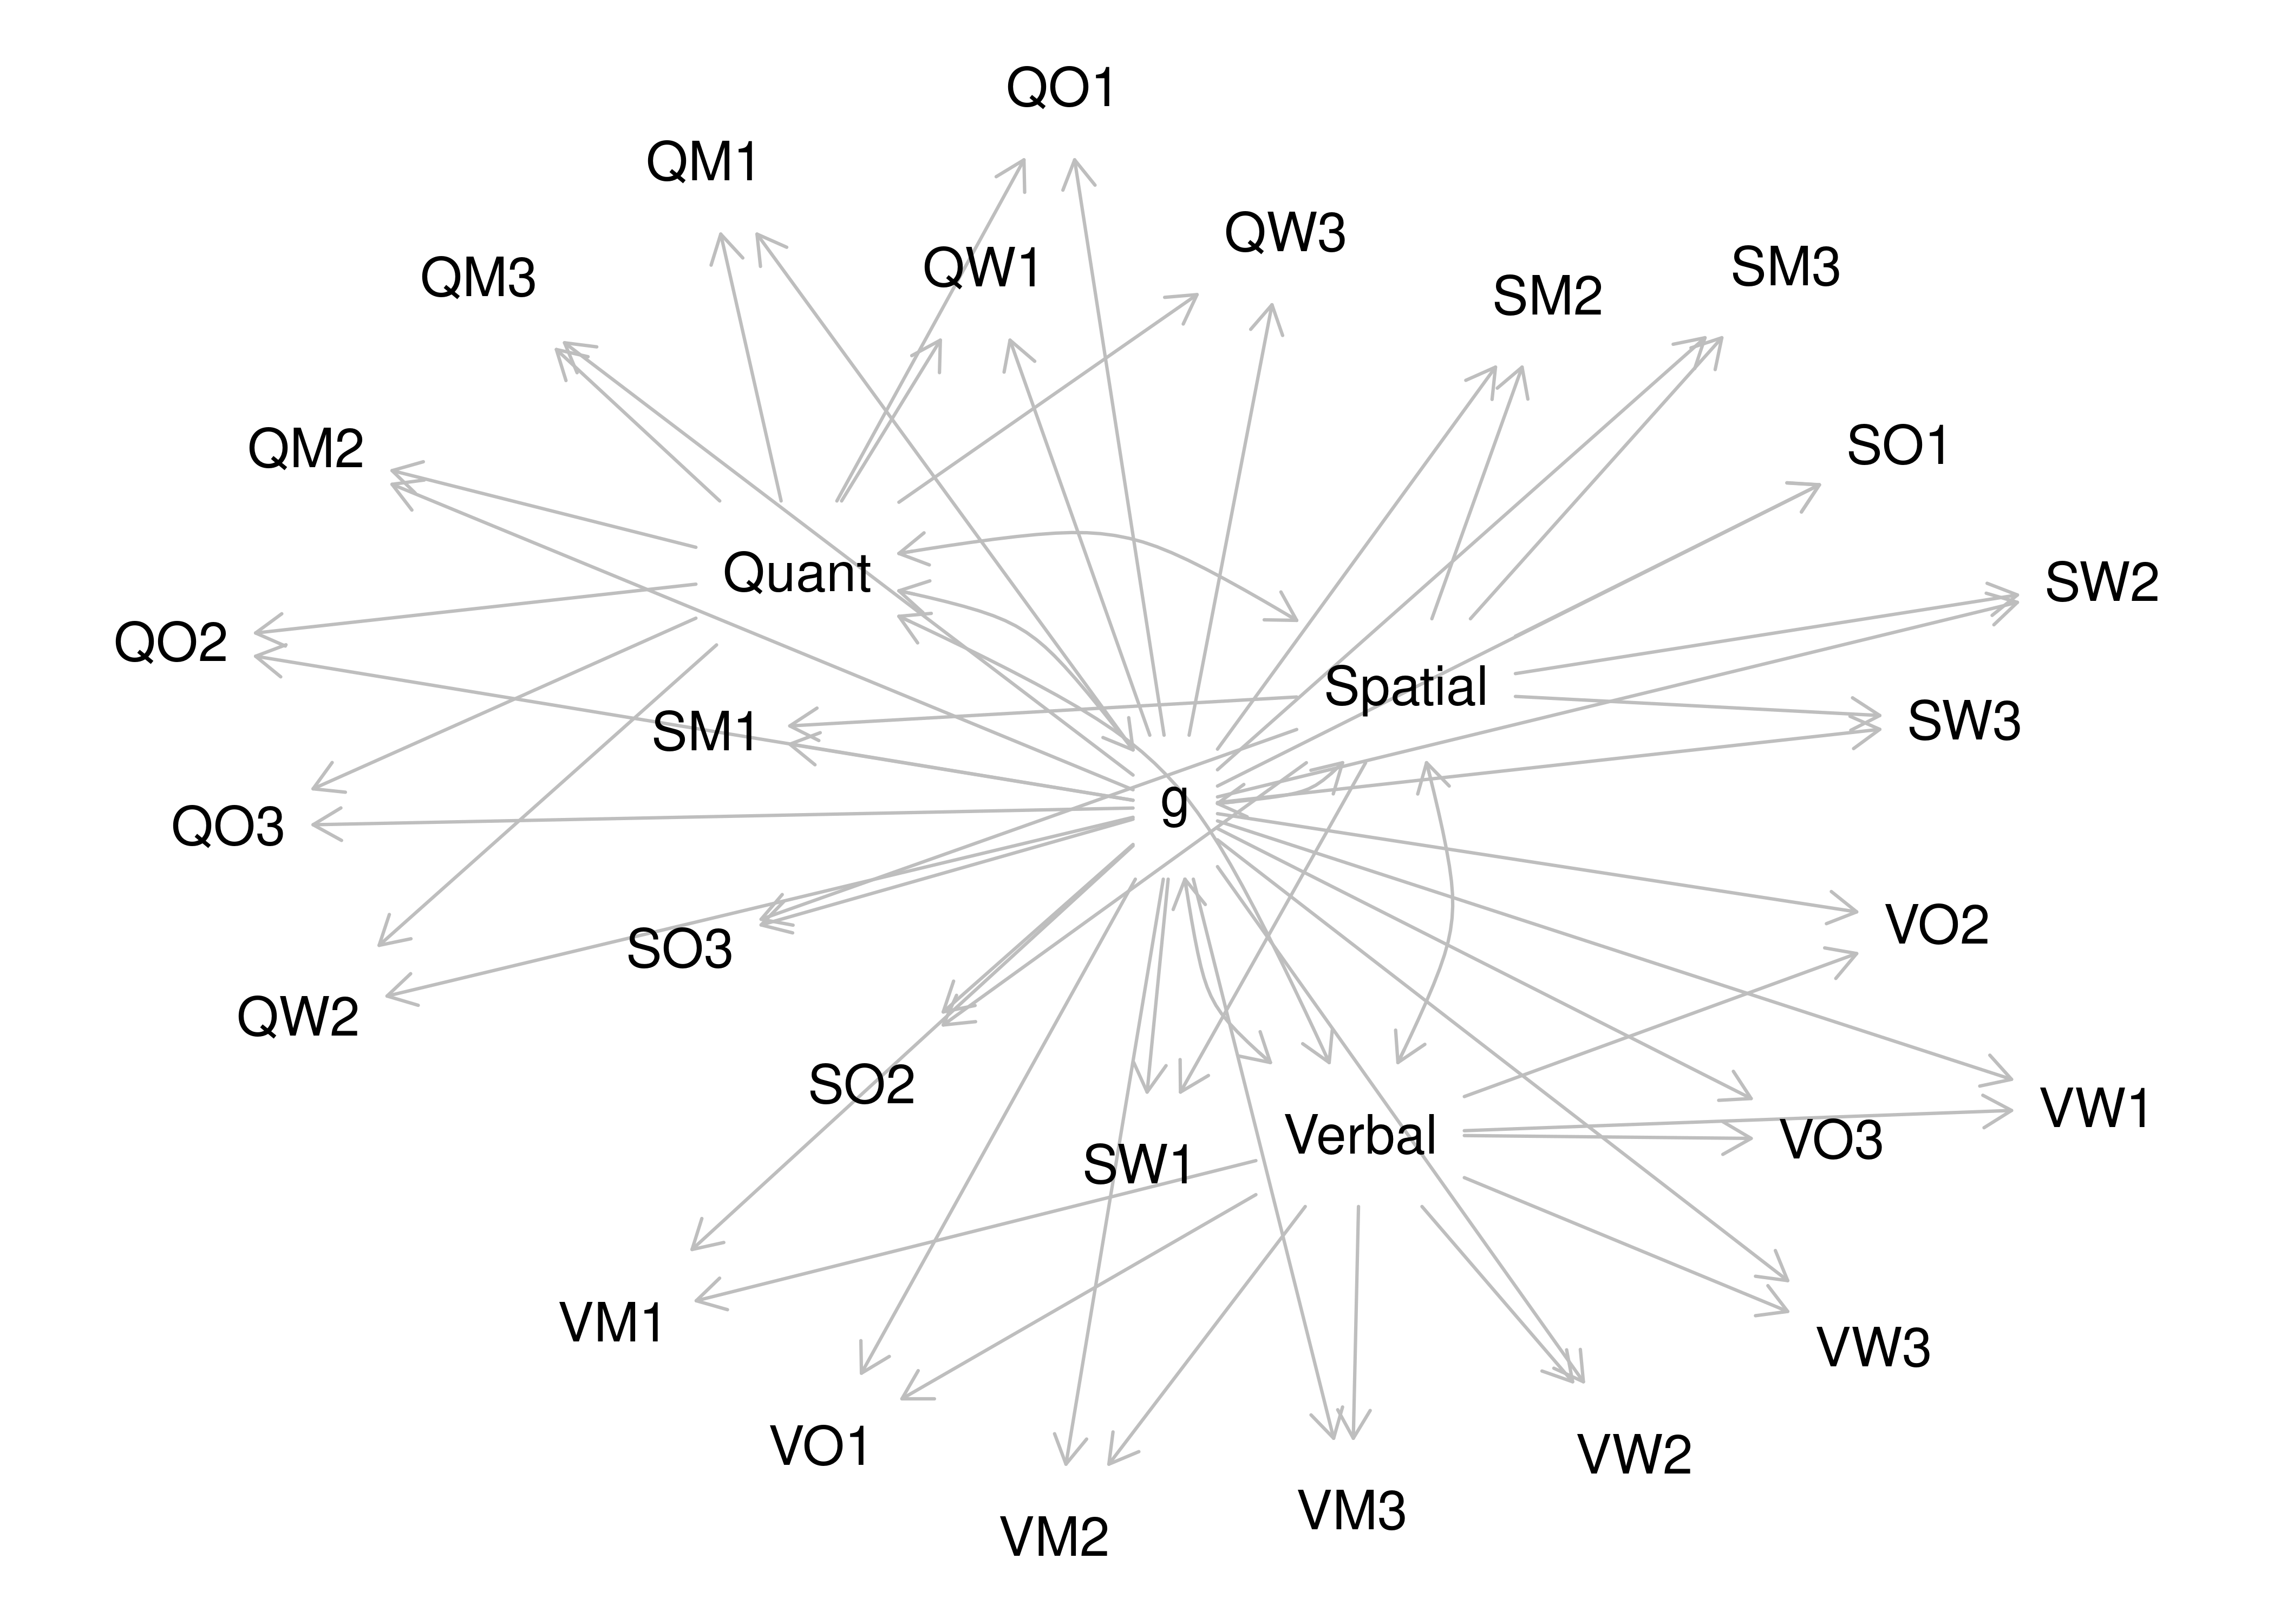 QO1
QM1
QW3
QW1
SM3
QM3
SM2
SO1
QM2
Quant
SW2
QO2
Spatial
SW3
SM1
g
QO3
VO2
SO3
QW2
SO2
VW1
Verbal
VO3
SW1
VM1
VW3
VO1
VW2
VM3
VM2